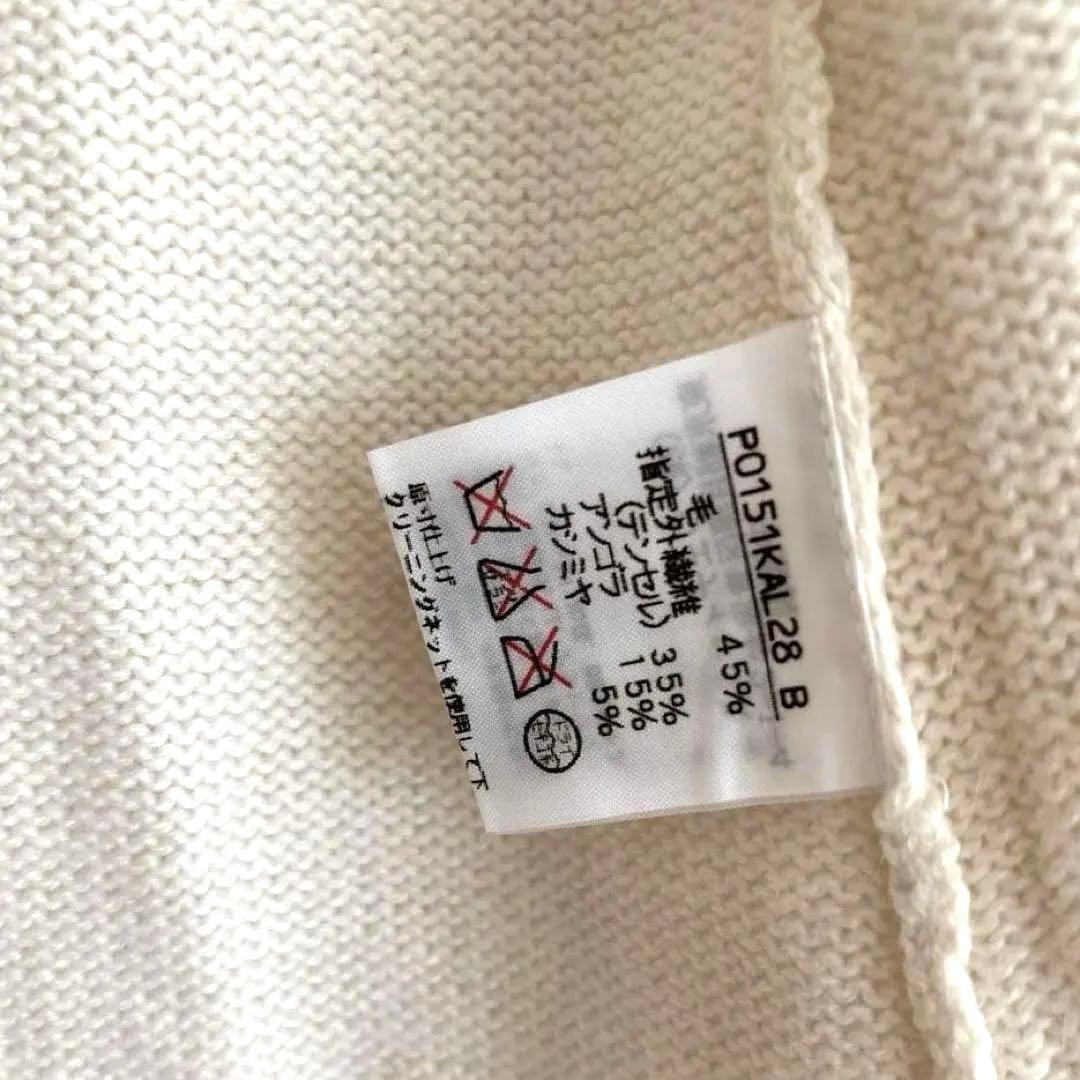 P0151KAL28 B
毛 45%
指定外繊維
(テンセル) 35%
アンゴラ 15%
カシミヤ 5%
原寸仕上げ
クリーニングネットを使用して下